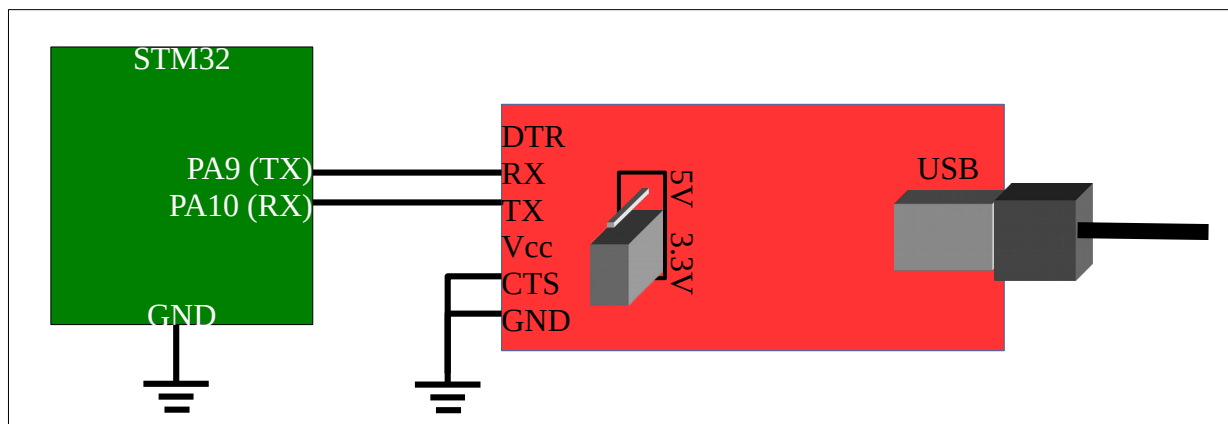 STM32
PA9 (TX)
PA10 (RX)
GND
DTR
RX
TX
Vcc
CTS
GND
5V
3.3V
USB